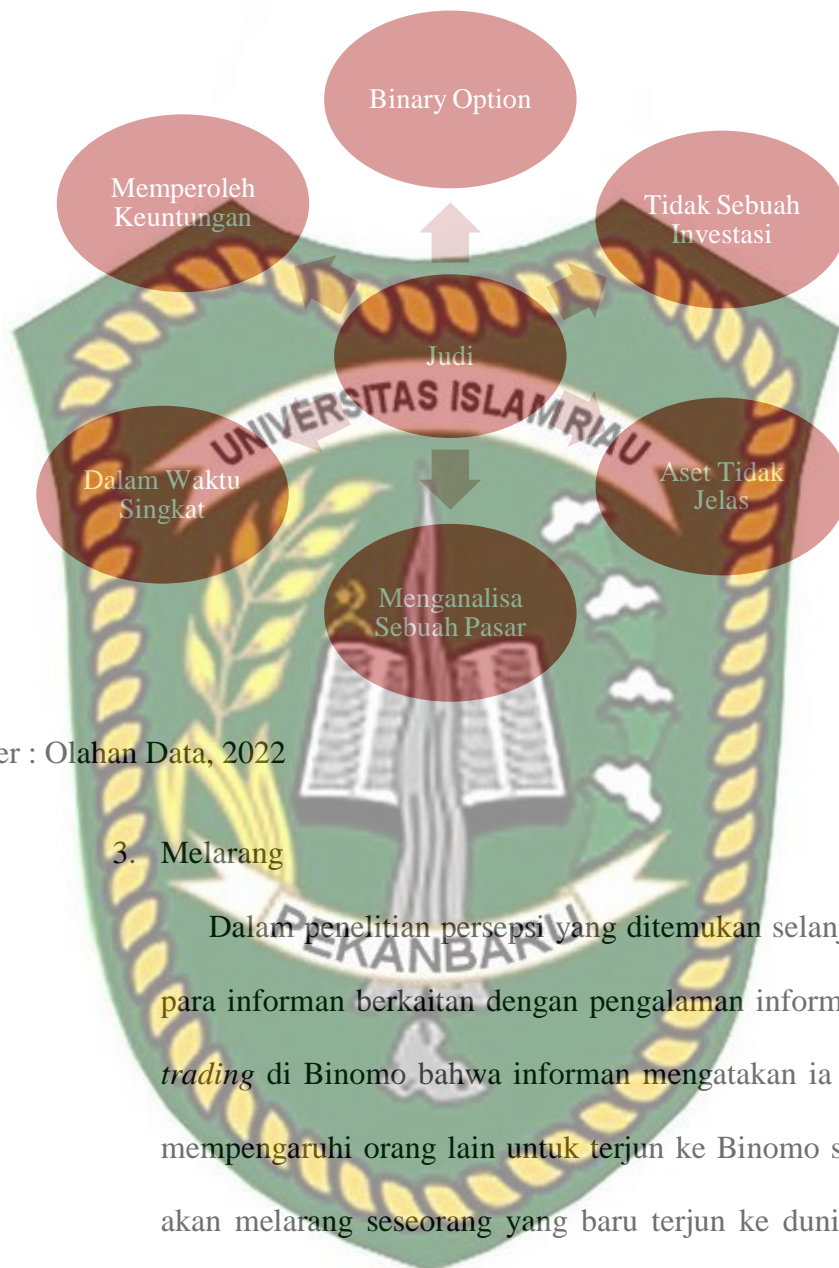 Binary Option
Memperoleh
Keuntungan
Tidak Sebuah
Investasi
Judi
UNIVERSITAS ISLAM RIAU
Dalam Waktu
Singkat
Aset Tidak
Jelas
Menganalisa
Sebuah Pasar
er : Olahan Data, 2022
3. Melarang
Dalam penelitian persepsi yang ditemukan selanj
PEKANBARU
para informan berkaitan dengan pengalaman inform
trading di Binomo bahwa informan mengatakan ia
mempengaruhi orang lain untuk terjun ke Binomo s
akan melarang seseorang yang baru terjun ke duni